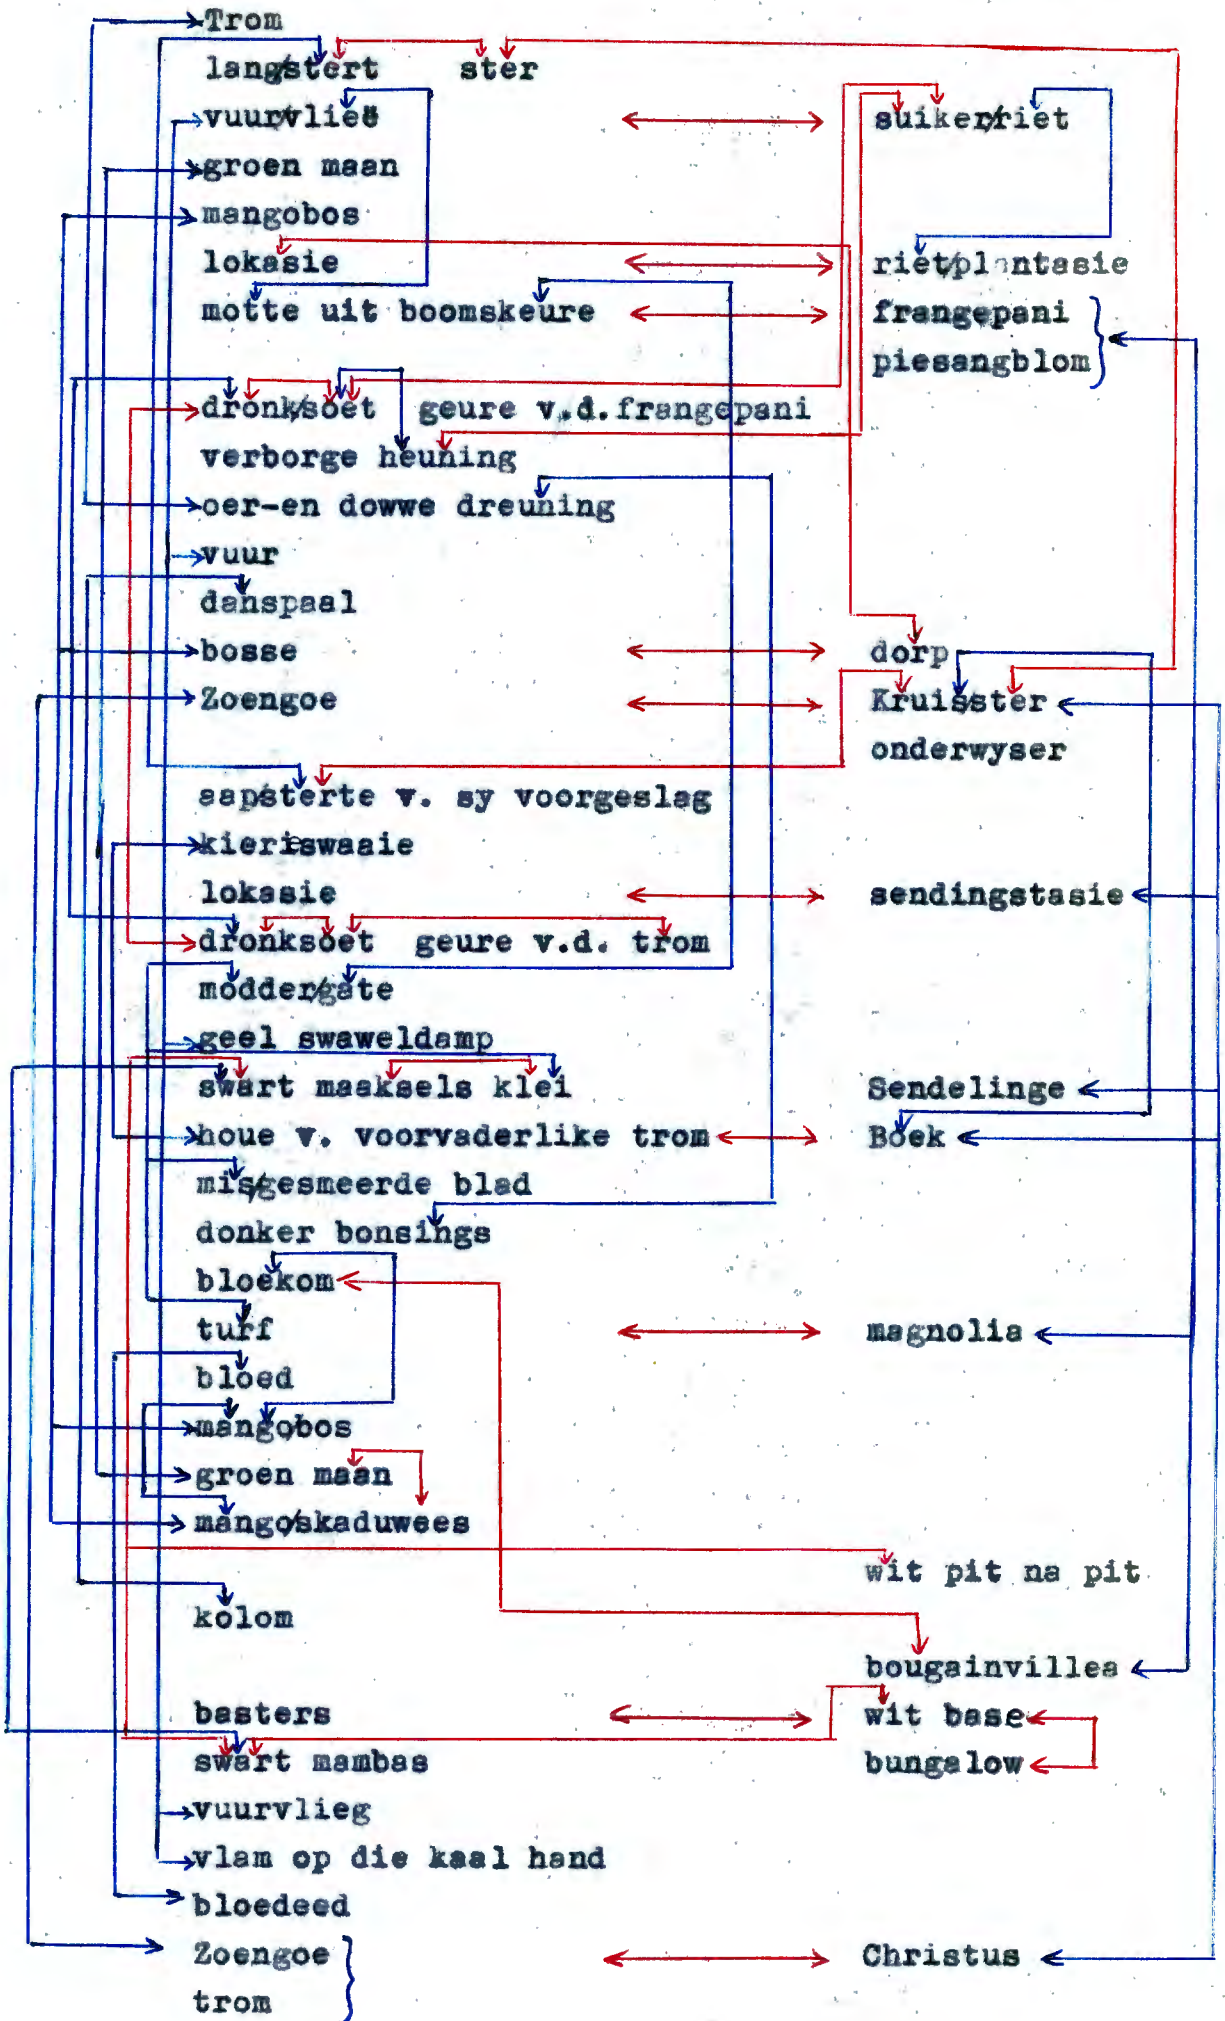 Trom
langstert ster
vuurvlieë suikerriet
groen maan
mangobos
lokasie rietplantasie
motte uit boomskeure frangepani
piesangblom
dronksoet geure v.d.frangepani
verborge heuning
oer-en dowwe dreuning
vuur
danspaal
bosse dorp
Zoengoe Kruisster
onderwyser
aapsterte v. sy voorgeslag
kieriswaaie
lokasie sendingstasie
dronksoet geure v.d. trom
moddergate
geel swaweldamp
swart maaksels klei Sendelinge
houe v. voorvaderlike trom Boek
misgesmeerde blad
donker bonsings
bloekom
turf magnolia
bloed
mangobos
groen maan
mangoskaduwees
wit pit na pit
kolom
bougainvillea
basters wit base
swart mambas bungalow
vuurvlieg
vlam op die kaal hand
bloedeed
Zoengoe Christus
trom